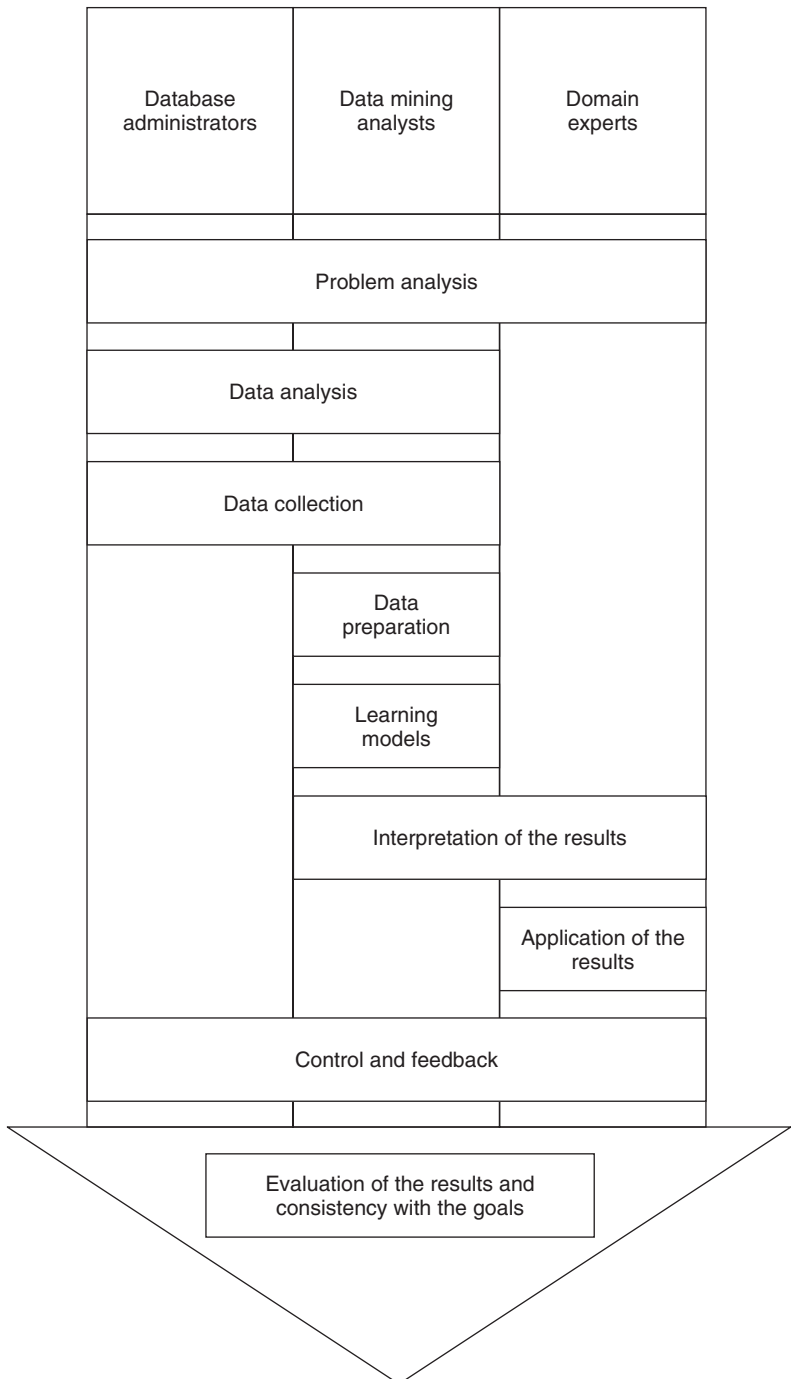 Database
administrators
Data mining
analysts
Domain
experts
Problem analysis
Data analysis
Data collection
Data
preparation
Learning
models
Interpretation of the results
Application of the
results
Control and feedback
Evaluation of the results and
consistency with the goals